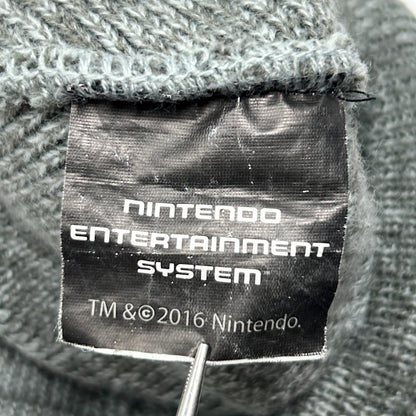 NINTENDO
ENTERTAINMENT
SYSTEM™
TM &©2016 Nintendo.